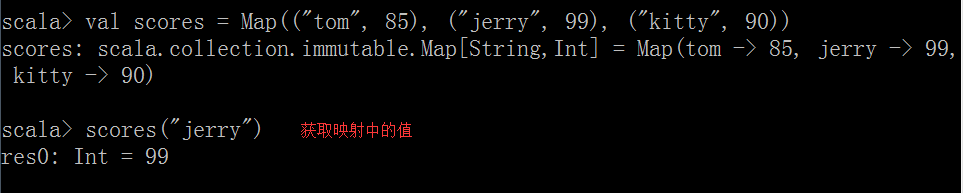 scala> val scores = Map(("tom", 85), ("jerry", 99), ("kitty", 90))
scores: scala.collection.immutable.Map[String,Int] = Map(tom -> 85, jerry -> 99,
 kitty -> 90)
scala> scores("jerry") 获取映射中的值
res0: Int = 99